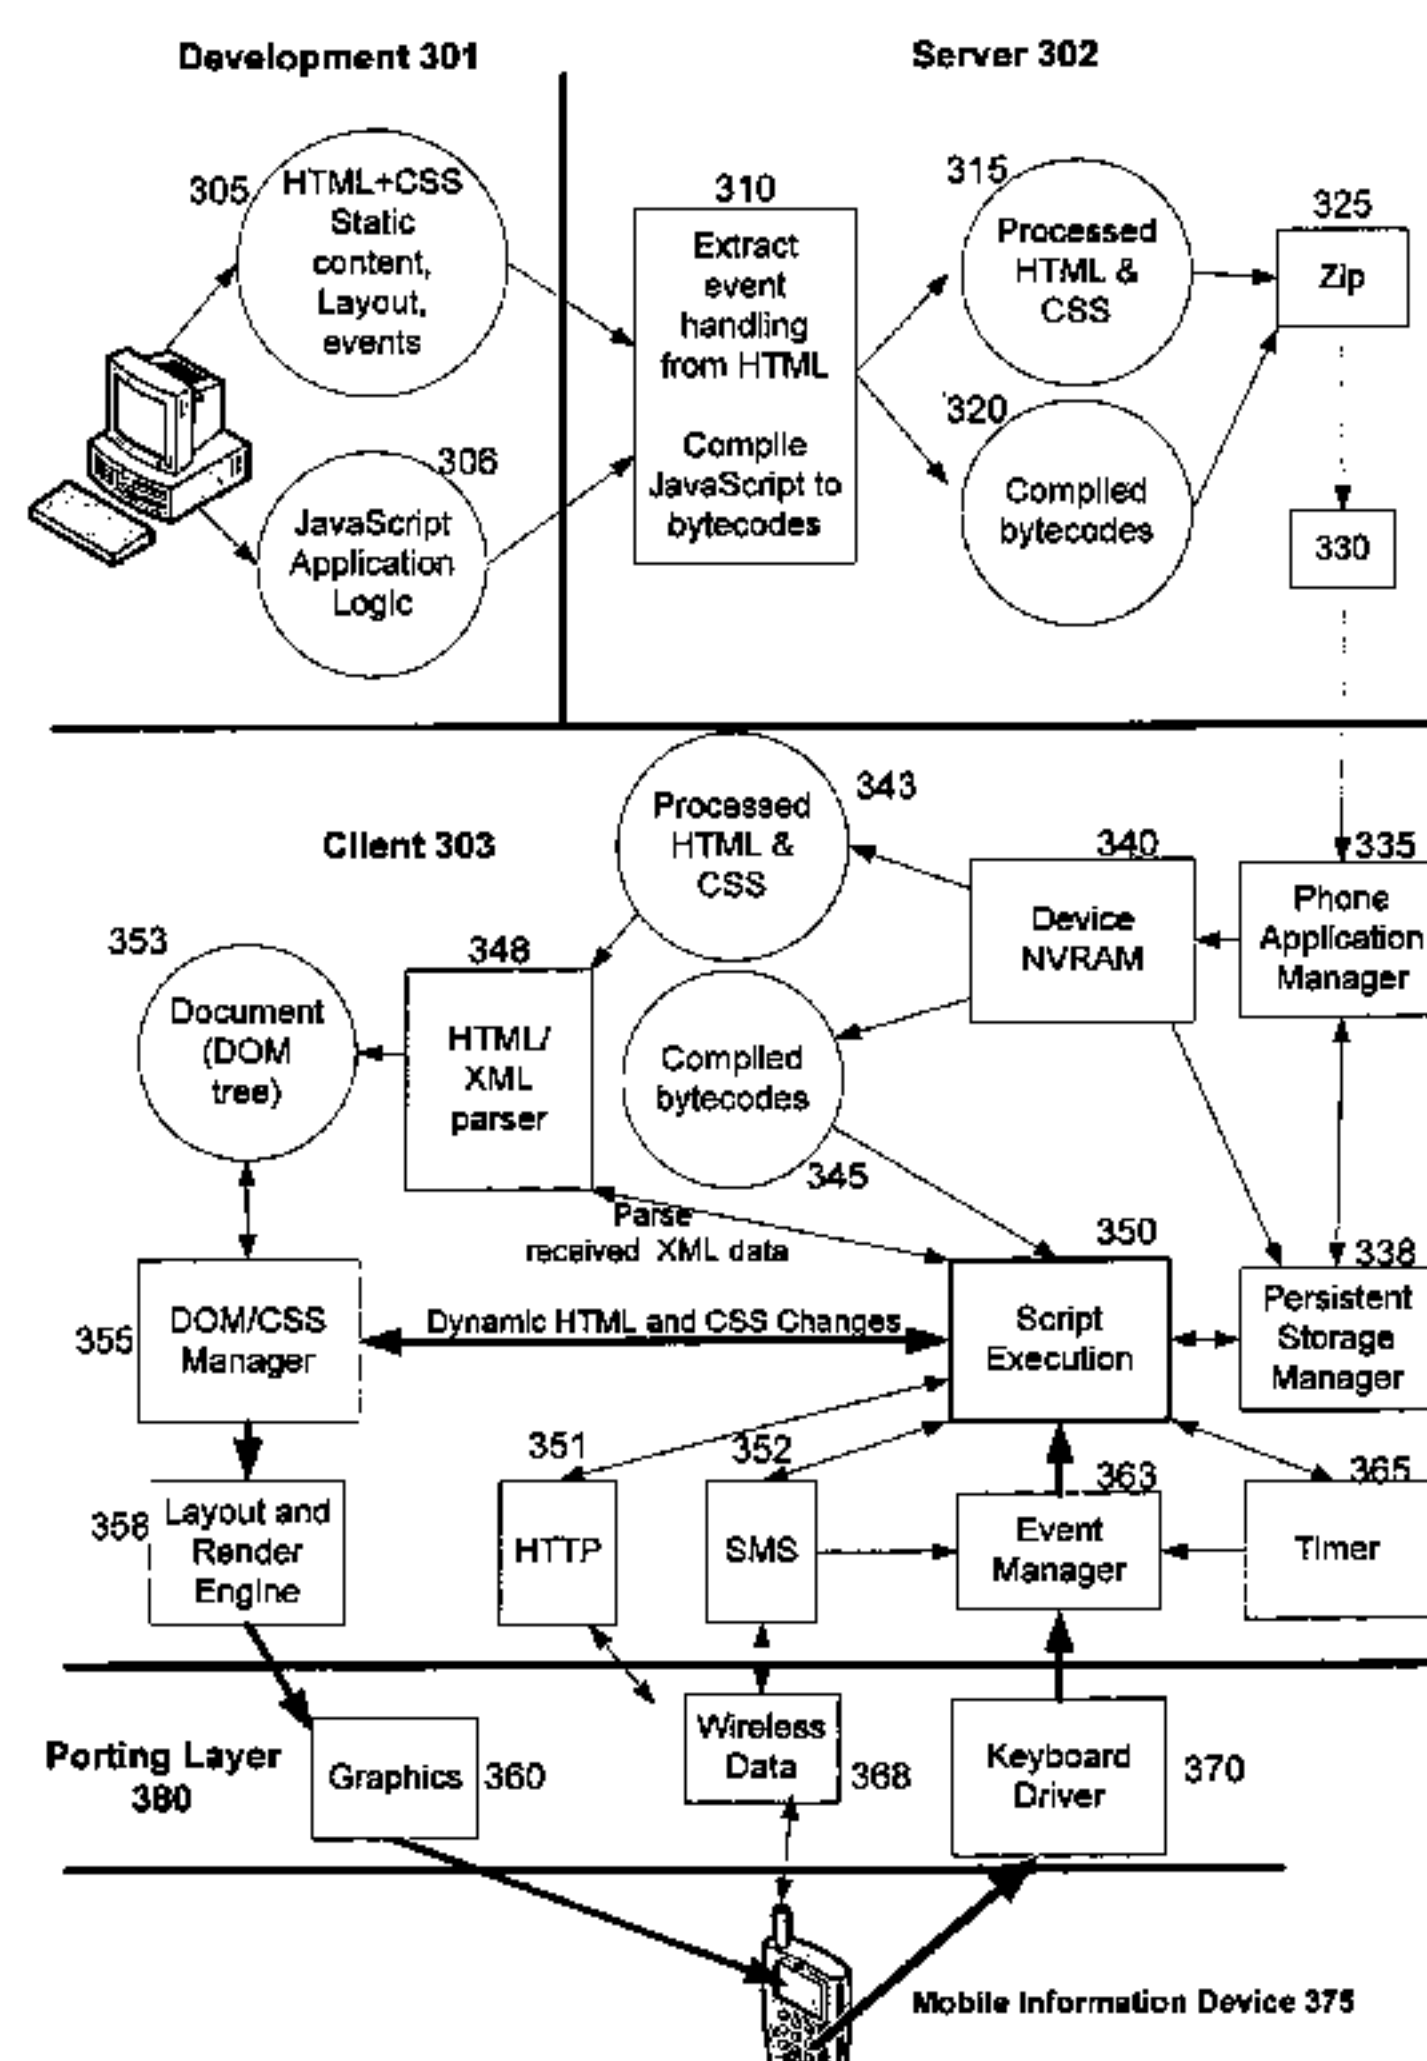 Development 301
Server 302
305
HTML+CSS
Static
content,
Layout,
events
306
JavaScript
Application
Logic
310
Extract
event
handling
from HTML
Compile
JavaScript to
bytecodes
315
Processed
HTML &
CSS
320
Compiled
bytecodes
325
Zip
330
Client 303
343
Processed
HTML &
CSS
340
Device
NVRAM
335
Phone
Application
Manager
353
Document
(DOM
tree)
348
HTML/
XML
parser
Compiled
bytecodes
345
Parse
received XML data
350
Script
Execution
338
Persistent
Storage
Manager
355
DOM/CSS
Manager
Dynamic HTML and CSS Changes
358
Layout and
Render
Engine
351
HTTP
352
SMS
363
Event
Manager
365
Timer
Porting Layer
380
Graphics
360
Wireless
Data
368
Keyboard
Driver
370
Mobile Information Device 375